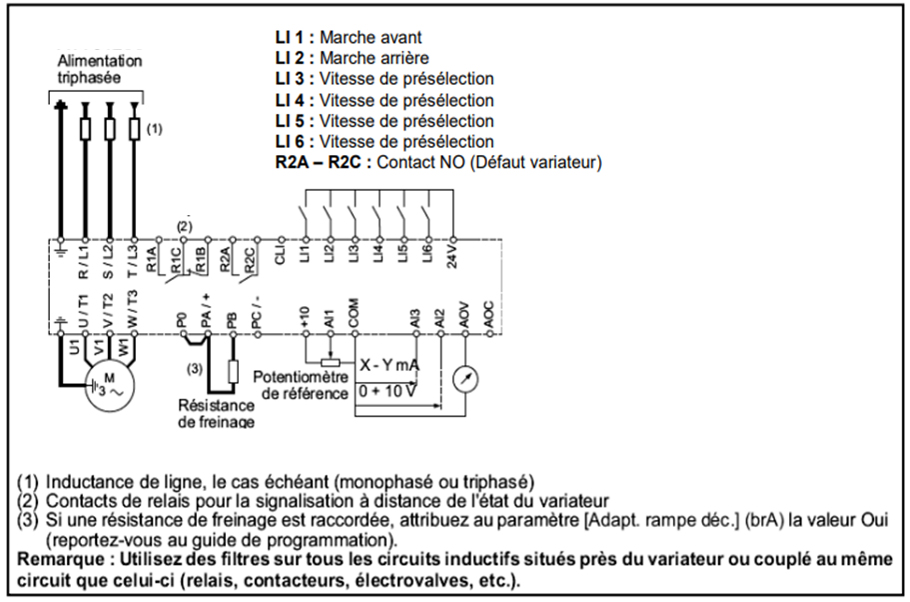 LI 1 : Marche avant
LI 2 : Marche arrière
LI 3 : Vitesse de présélection
LI 4 : Vitesse de présélection
LI 5 : Vitesse de présélection
LI 6 : Vitesse de présélection
R2A – R2C : Contact NO (Défaut variateur)
Alimentation
triphasée
(1)
(2)
R / L1
S / L2
T / L3
R1A
R1C
R1B
R2A
R2C
CLI
LI1
LI2
LI3
LI4
LI5
LI6
24V
U / T1
V / T2
W / T3
P0
PA / +
PB
PC / -
+10
AI1
COM
AI3
AI2
AOV
AOC
U1
V1
W1
M
3 ~
(3)
Résistance
de freinage
Potentiomètre
de référence
X - Y mA
0 + 10 V
(1) Inductance de ligne, le cas échéant (monophasé ou triphasé)
(2) Contacts de relais pour la signalisation à distance de l'état du variateur
(3) Si une résistance de freinage est raccordée, attribuez au paramètre [Adapt. rampe déc.] (brA) la valeur Oui
(reportez-vous au guide de programmation).
Remarque : Utilisez des filtres sur tous les circuits inductifs situés près du variateur ou couplé au même
circuit que celui-ci (relais, contacteurs, électrovalves, etc.).